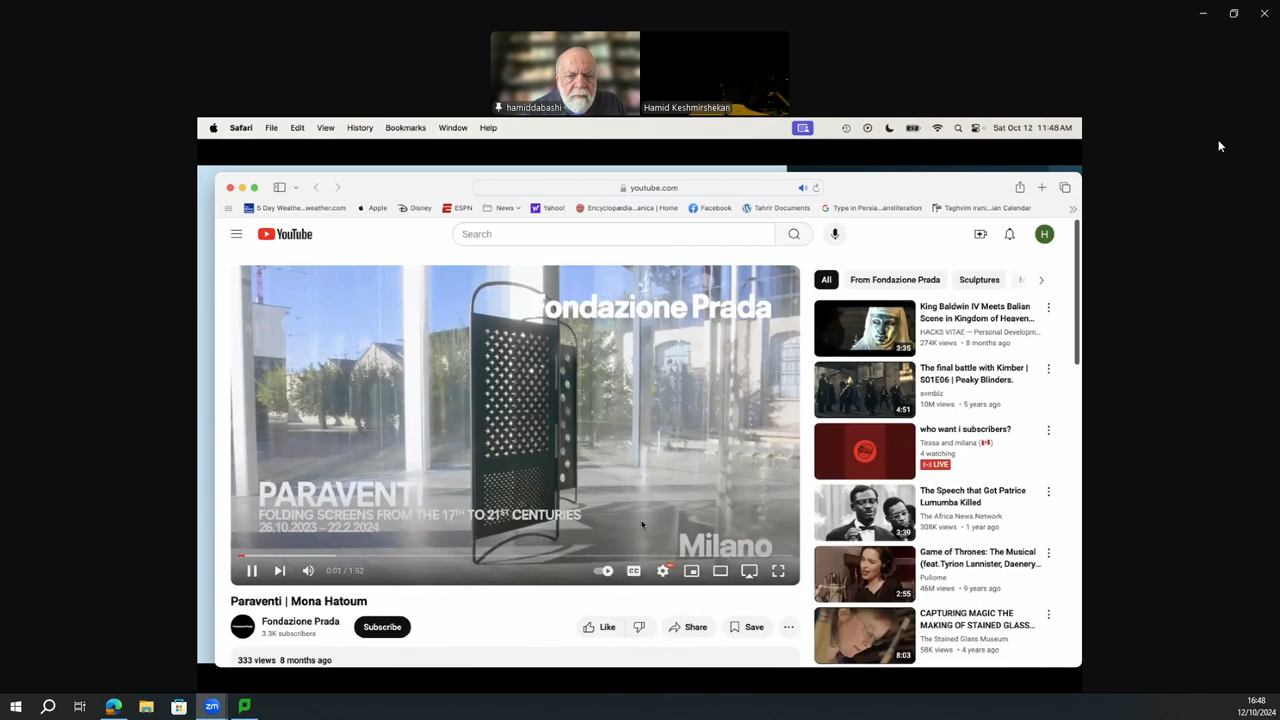 hamiddabashi
Hamid Keshmirshekan
Safari File Edit View History Bookmarks Window Help
Sat Oct 12 11:48 AM
youtube.com
5 Day Weathe...weather.com Apple Disney ESPN News Yahoo! Encyclopædia...anica | Home Facebook Tahrir Documents Type in Persia...ansliteration Taghvim Irani...ian Calendar
YouTube
Search
H
Fondazione Prada
PARAVENTI
FOLDING SCREENS FROM THE 17TH TO 21ST CENTURIES
26.10.2023 – 22.2.2024
Milano
0:01 / 1:52
CC
Paraventi | Mona Hatoum
Fondazione Prada
3.3K subscribers
Subscribe
Like
Share
Save
333 views 8 months ago
All
From Fondazione Prada
Sculptures
King Baldwin IV Meets Balian
Scene in Kingdom of Heaven...
HACKS VITAE — Personal Developm...
274K views • 8 months ago
3:35
The final battle with Kimber |
S01E06 | Peaky Blinders.
svmblz
10M views • 5 years ago
4:51
who want i subscribers?
Tessa and milana
4 watching
LIVE
The Speech that Got Patrice
Lumumba Killed
The Africa News Network
308K views • 1 year ago
3:39
Game of Thrones: The Musical
(feat.Tyrion Lannister, Daenery...
Pullome
46M views • 9 years ago
2:55
CAPTURING MAGIC THE
MAKING OF STAINED GLASS...
The Stained Glass Museum
58K views • 4 years ago
8:03
zm
16:48
12/10/2024